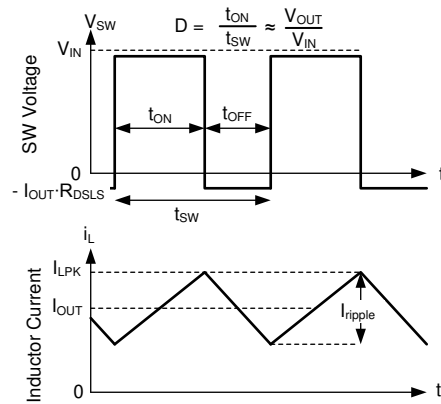 V_SW
D = t_ON / t_SW ≈ V_OUT / V_IN
V_IN
SW Voltage
t_ON
t_OFF
0
t
- I_OUT·R_DSLS
t_SW
i_L
I_LPK
I_OUT
I_ripple
Inductor Current
0
t